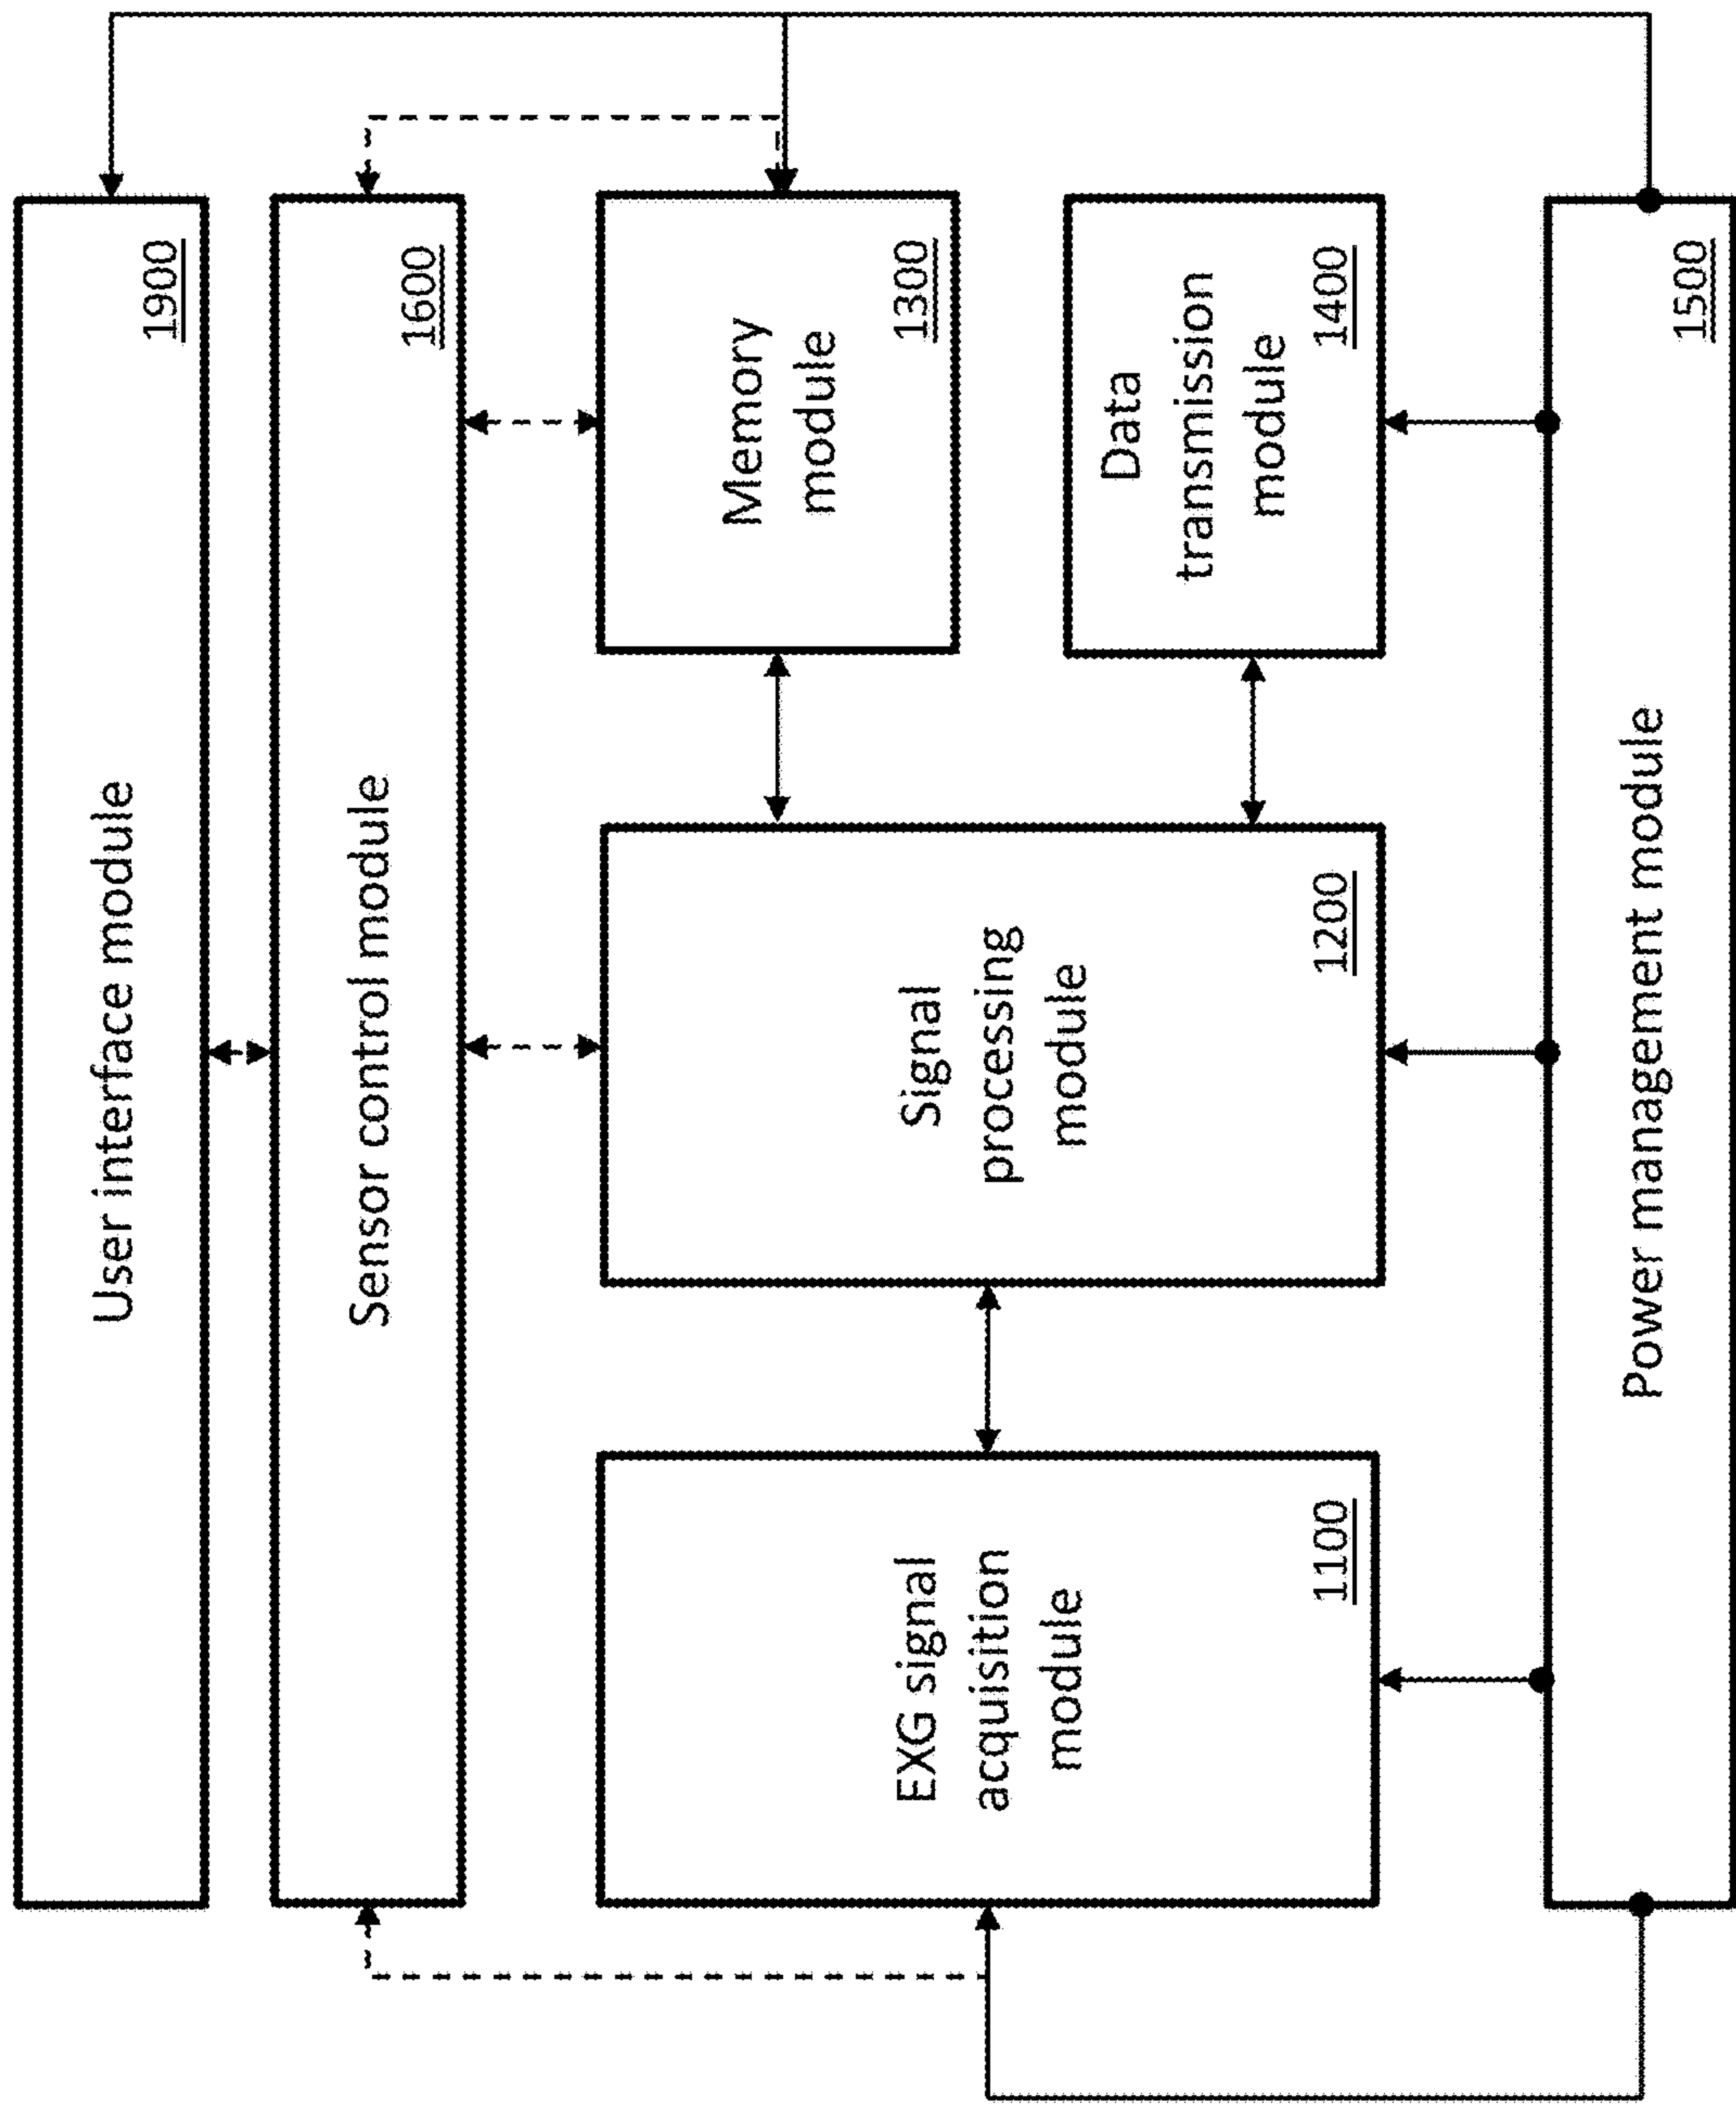 User interface module
1900
Sensor control module
1600
EXG signal
acquisition
module
1100
Signal
processing
module
1200
Memory
module
1300
Data
transmission
module
1400
Power management module
1500